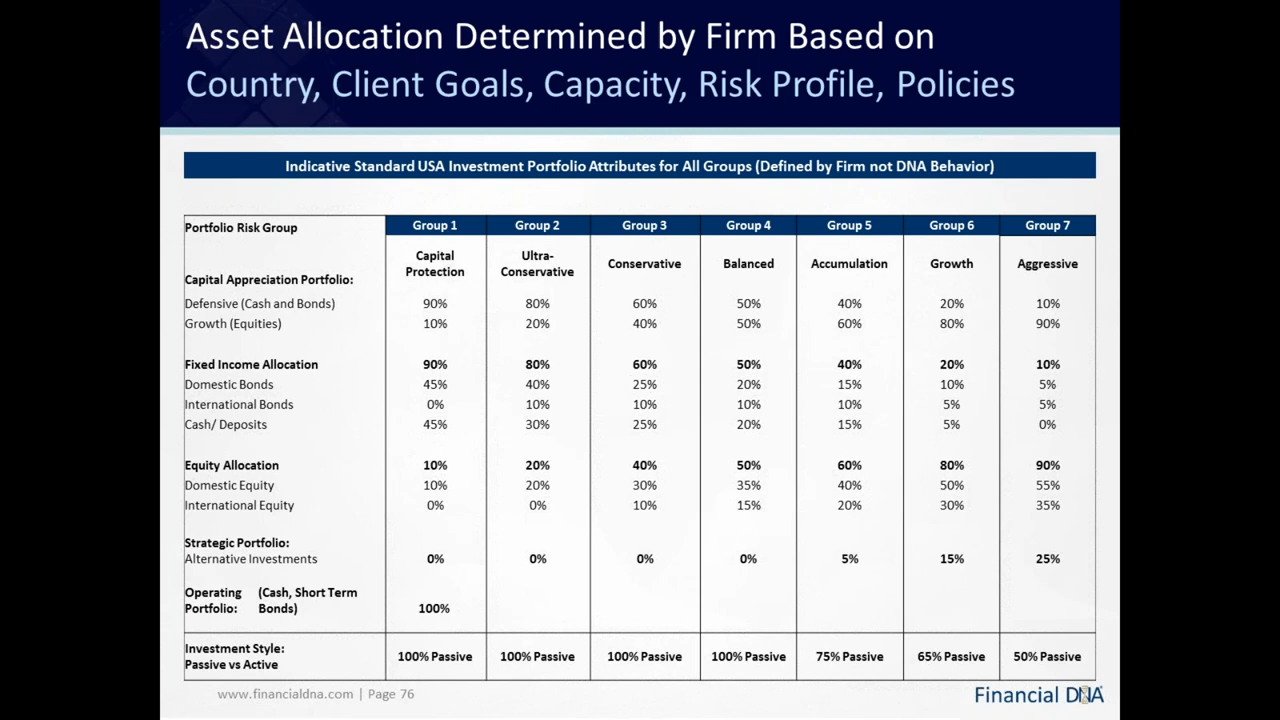 Asset Allocation Determined by Firm Based on
Country, Client Goals, Capacity, Risk Profile, Policies
Indicative Standard USA Investment Portfolio Attributes for All Groups (Defined by Firm not DNA Behavior)
Portfolio Risk Group Group 1 Group 2 Group 3 Group 4 Group 5 Group 6 Group 7
Capital Protection Ultra-Conservative Conservative Balanced Accumulation Growth Aggressive
Capital Appreciation Portfolio:
Defensive (Cash and Bonds) 90% 80% 60% 50% 40% 20% 10%
Growth (Equities) 10% 20% 40% 50% 60% 80% 90%
Fixed Income Allocation 90% 80% 60% 50% 40% 20% 10%
Domestic Bonds 45% 40% 25% 20% 15% 10% 5%
International Bonds 0% 10% 10% 10% 10% 5% 5%
Cash/ Deposits 45% 30% 25% 20% 15% 5% 0%
Equity Allocation 10% 20% 40% 50% 60% 80% 90%
Domestic Equity 10% 20% 30% 35% 40% 50% 55%
International Equity 0% 0% 10% 15% 20% 30% 35%
Strategic Portfolio:
Alternative Investments 0% 0% 0% 0% 5% 15% 25%
Operating (Cash, Short Term
Portfolio: Bonds) 100%
Investment Style:
Passive vs Active 100% Passive 100% Passive 100% Passive 100% Passive 75% Passive 65% Passive 50% Passive
www.financialdna.com | Page 76
Financial DNA